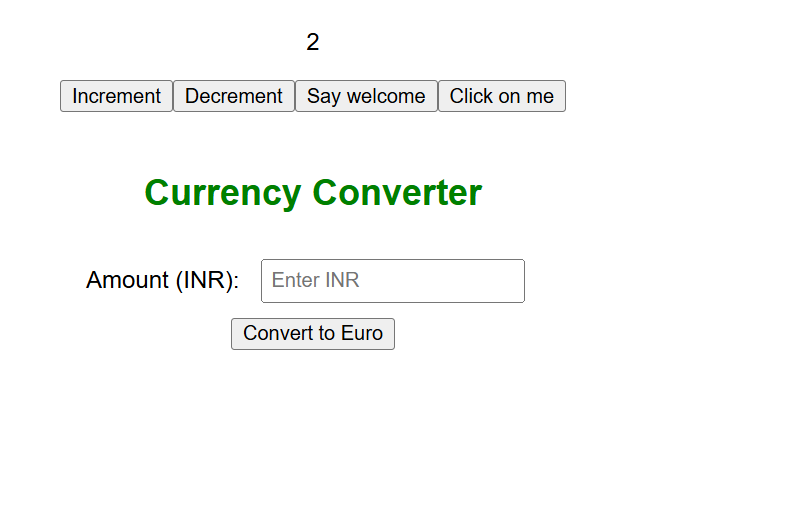 2
Increment Decrement Say welcome Click on me
Currency Converter
Amount (INR): Enter INR
Convert to Euro